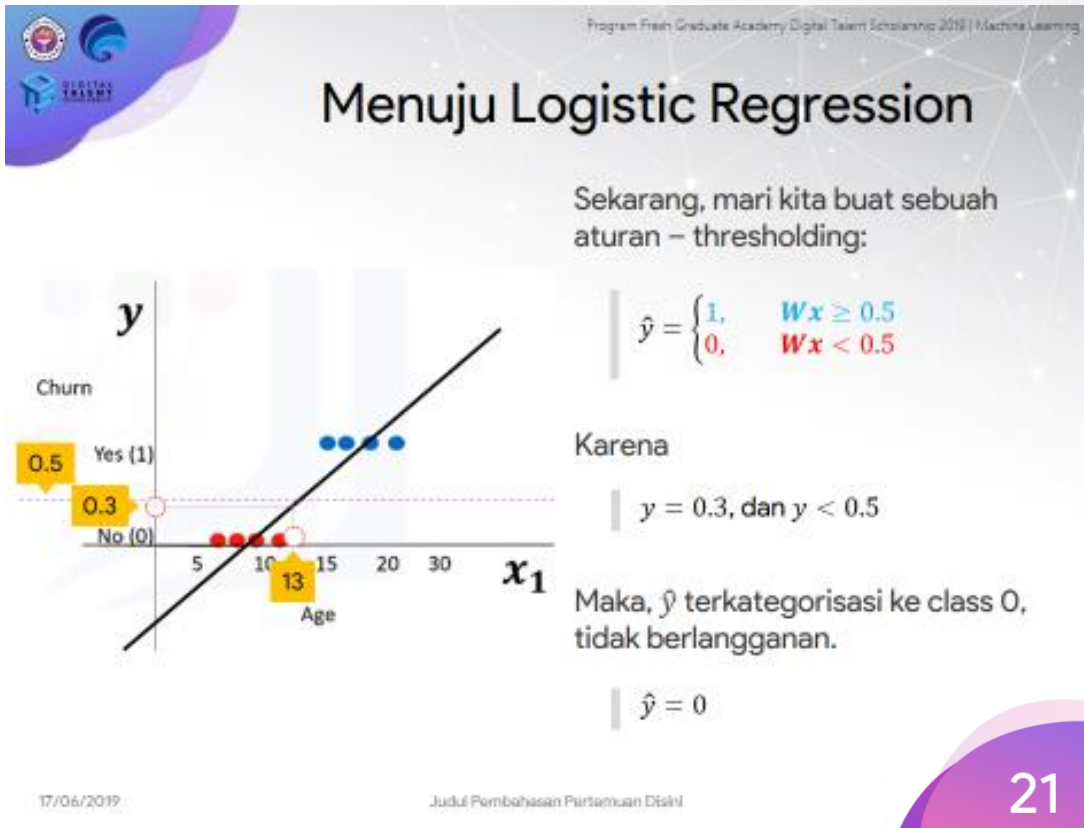 Program Fresh Graduate Academy Digital Talent Scholarship 2019 | Machine Learning
DIGITAL
TALENT
SCHOLARSHIP
Menuju Logistic Regression
Sekarang, mari kita buat sebuah
aturan – thresholding:
ŷ = {1, Wx ≥ 0.5
0, Wx < 0.5
Karena
y = 0.3, dan y < 0.5
Maka, ŷ terkategorisasi ke class 0,
tidak berlangganan.
ŷ = 0
y
Churn
Yes (1)
0.5
0.3
No (0)
5 10 15 20 30
x₁
13
Age
17/06/2019
Judul Pembahasan Pertemuan Disini
21